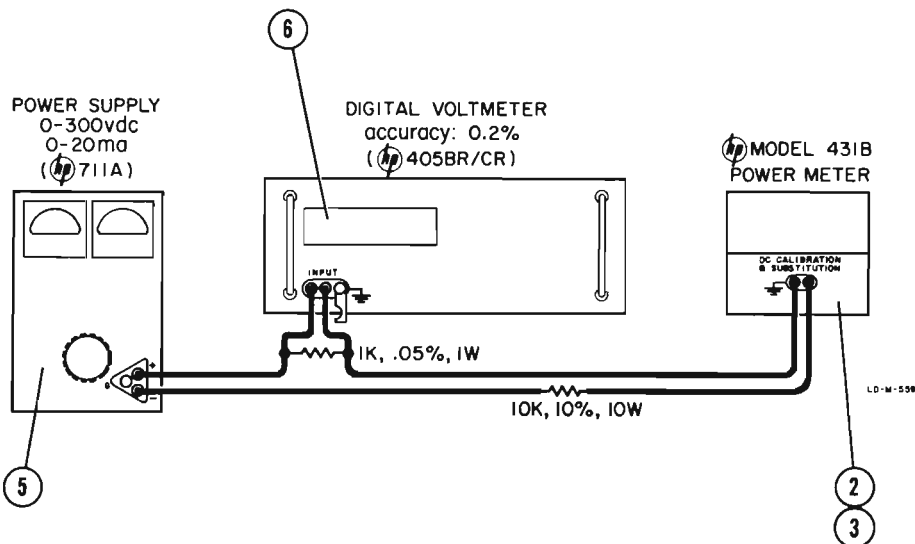 6
POWER SUPPLY
0-300vdc
0-20ma
(hp 711A)
DIGITAL VOLTMETER
accuracy: 0.2%
(hp 405BR/CR)
hp MODEL 431B
POWER METER
INPUT
DC CALIBRATION
& SUBSTITUTION
+
-
1K, .05%, 1W
10K, 10%, 10W
5
2
3